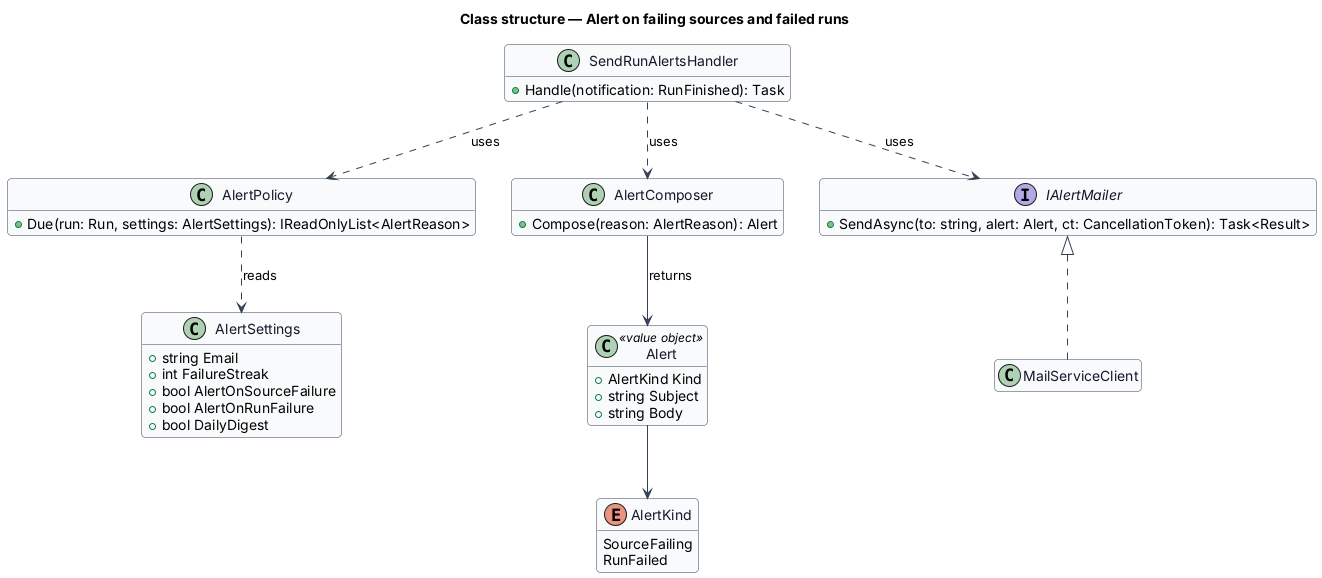 Class structure — Alert on failing sources and failed runs
C SendRunAlertsHandler
Handle(notification: RunFinished): Task
uses
uses
uses
C AlertPolicy
Due(run: Run, settings: AlertSettings): IReadOnlyList<AlertReason>
C AlertComposer
Compose(reason: AlertReason): Alert
I IAlertMailer
SendAsync(to: string, alert: Alert, ct: CancellationToken): Task<Result>
reads
returns
C AlertSettings
string Email
int FailureStreak
bool AlertOnSourceFailure
bool AlertOnRunFailure
bool DailyDigest
C «value object»
Alert
AlertKind Kind
string Subject
string Body
C MailServiceClient
E AlertKind
SourceFailing
RunFailed